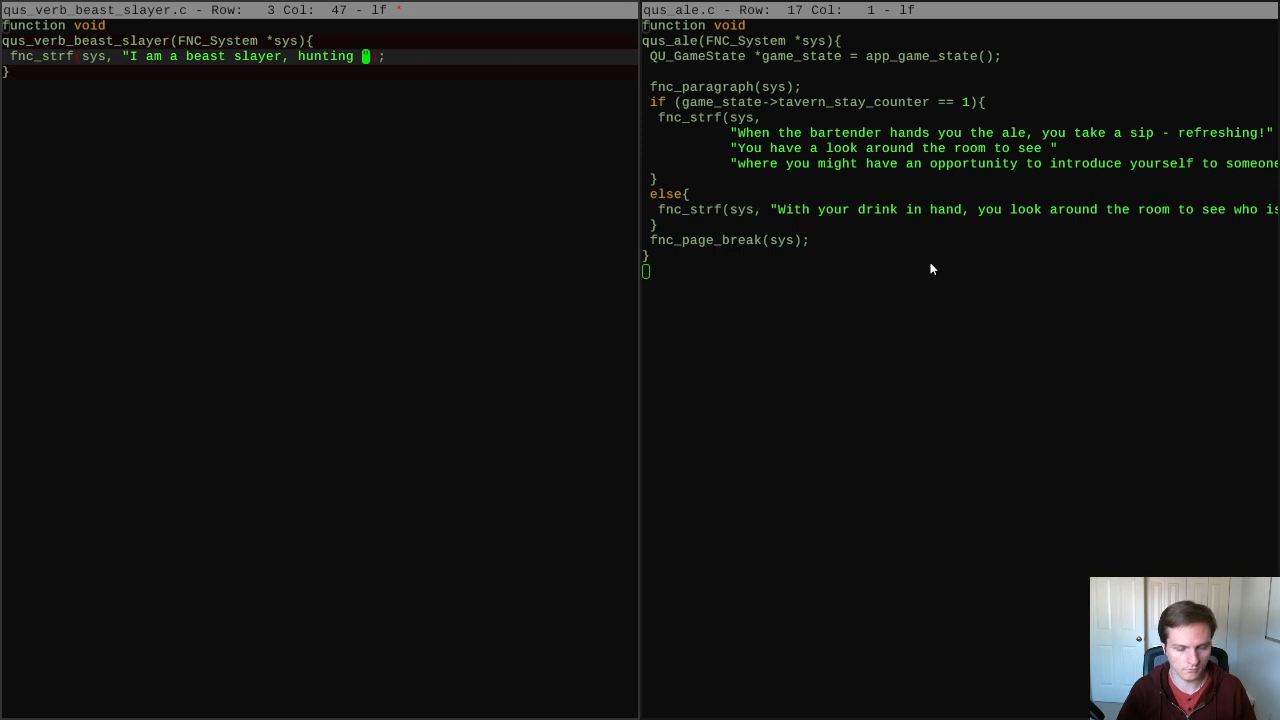 qus_verb_beast_slayer.c - Row:   3 Col:  47 - lf *
function void
qus_verb_beast_slayer(FNC_System *sys){
 fnc_strf(sys, "I am a beast slayer, hunting ");
}
qus_ale.c - Row:  17 Col:   1 - lf
function void
qus_ale(FNC_System *sys){
 QU_GameState *game_state = app_game_state();
 fnc_paragraph(sys);
 if (game_state->tavern_stay_counter == 1){
  fnc_strf(sys,
           "When the bartender hands you the ale, you take a sip - refreshing!"
           "You have a look around the room to see "
           "where you might have an opportunity to introduce yourself to someone
 }
 else{
  fnc_strf(sys, "With your drink in hand, you look around the room to see who is
 }
 fnc_page_break(sys);
}